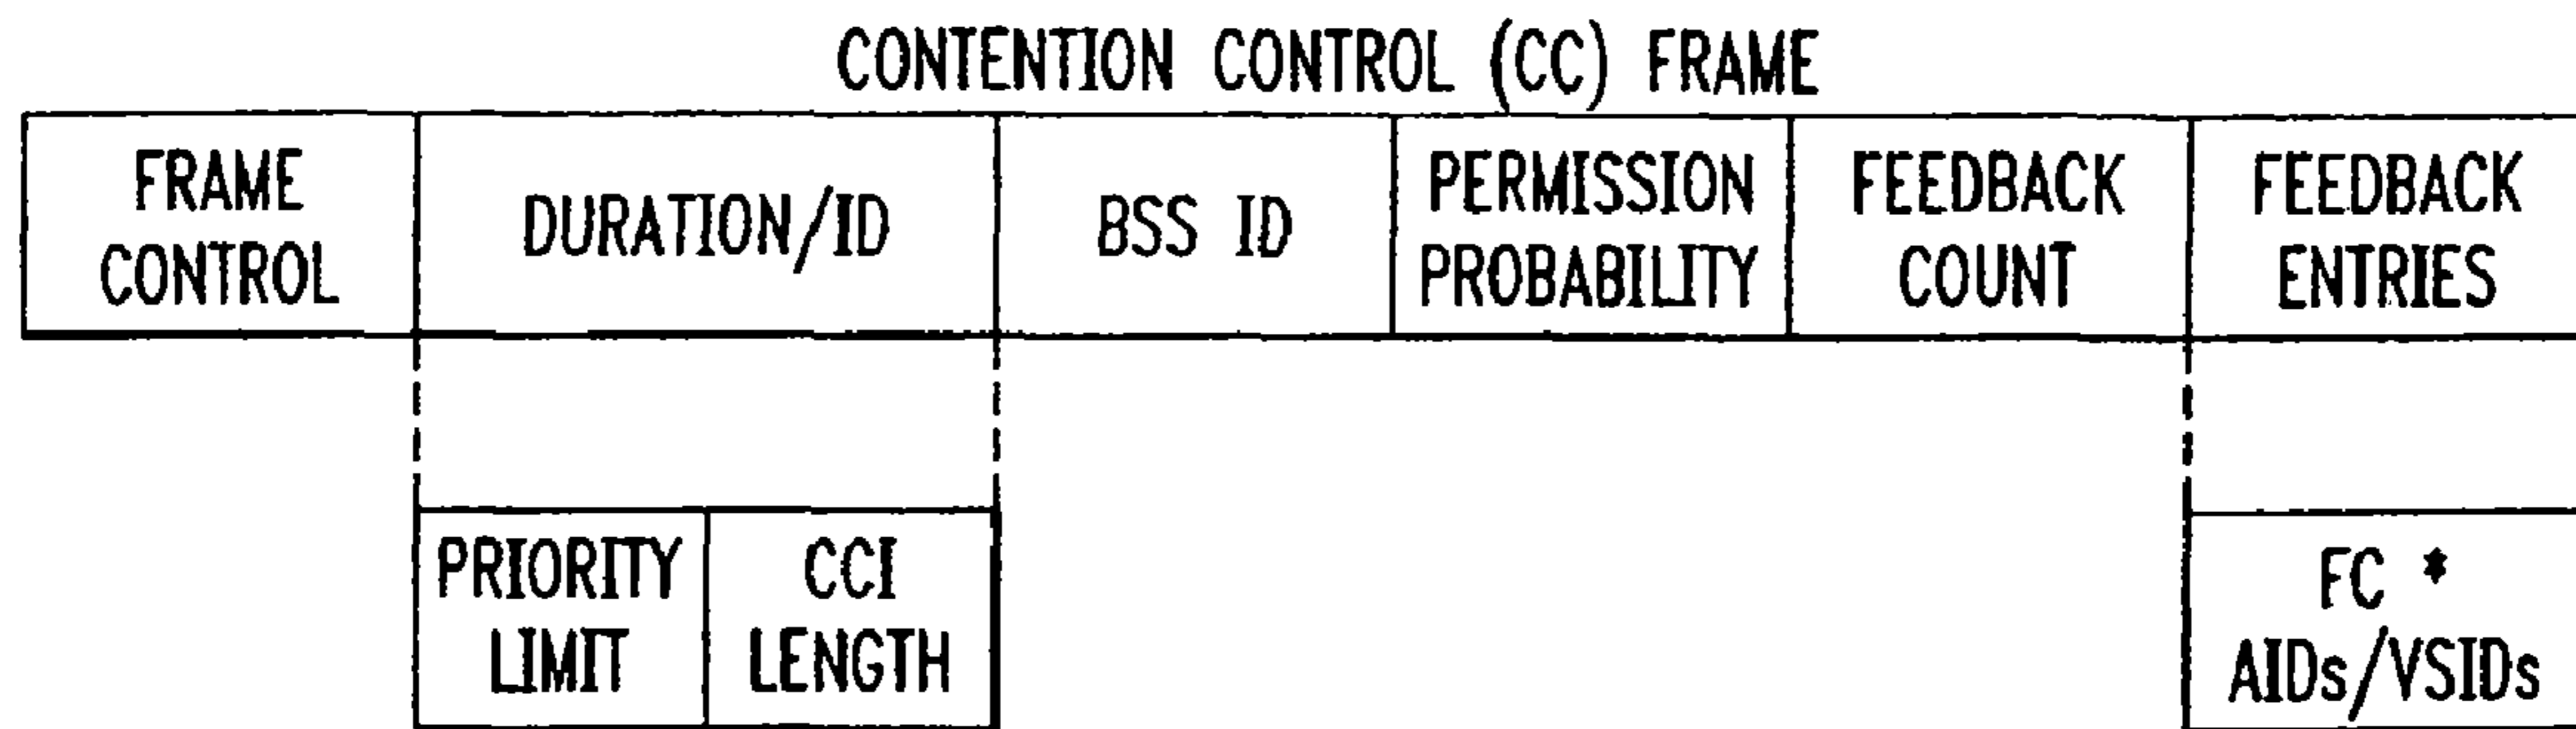 CONTENTION CONTROL (CC) FRAME
FRAME
CONTROL
DURATION/ID
BSS ID
PERMISSION
PROBABILITY
FEEDBACK
COUNT
FEEDBACK
ENTRIES
PRIORITY
LIMIT
CCI
LENGTH
FC *
AIDs/VSIDs